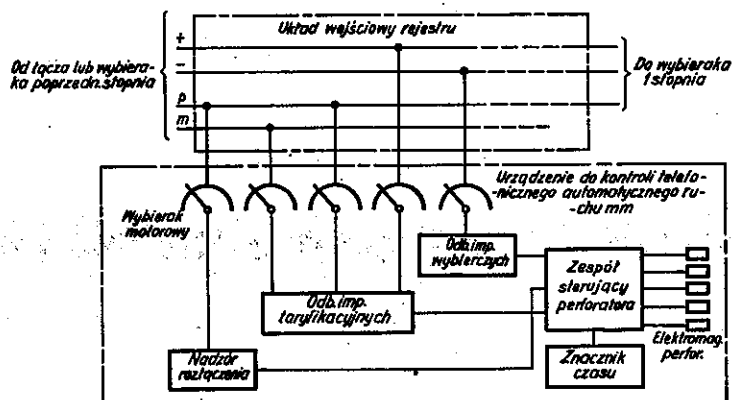 Układ wejściowy rejestru
+
Od łącza lub wybiera-
ka poprzedn. stopnia
-
Do wybieraka
1 stopnia
p
m
Urządzenie do kontroli telefo-
-nicznego automatycznego ru-
-chu mm
Wybierak
motorowy
Odb. imp.
wybierczych
Zespół
sterujący
perforatora
Odb. imp.
taryfikacyjnych
Elektromag.
perfor.
Nadzór
rozłączenia
Znacznik
czasu